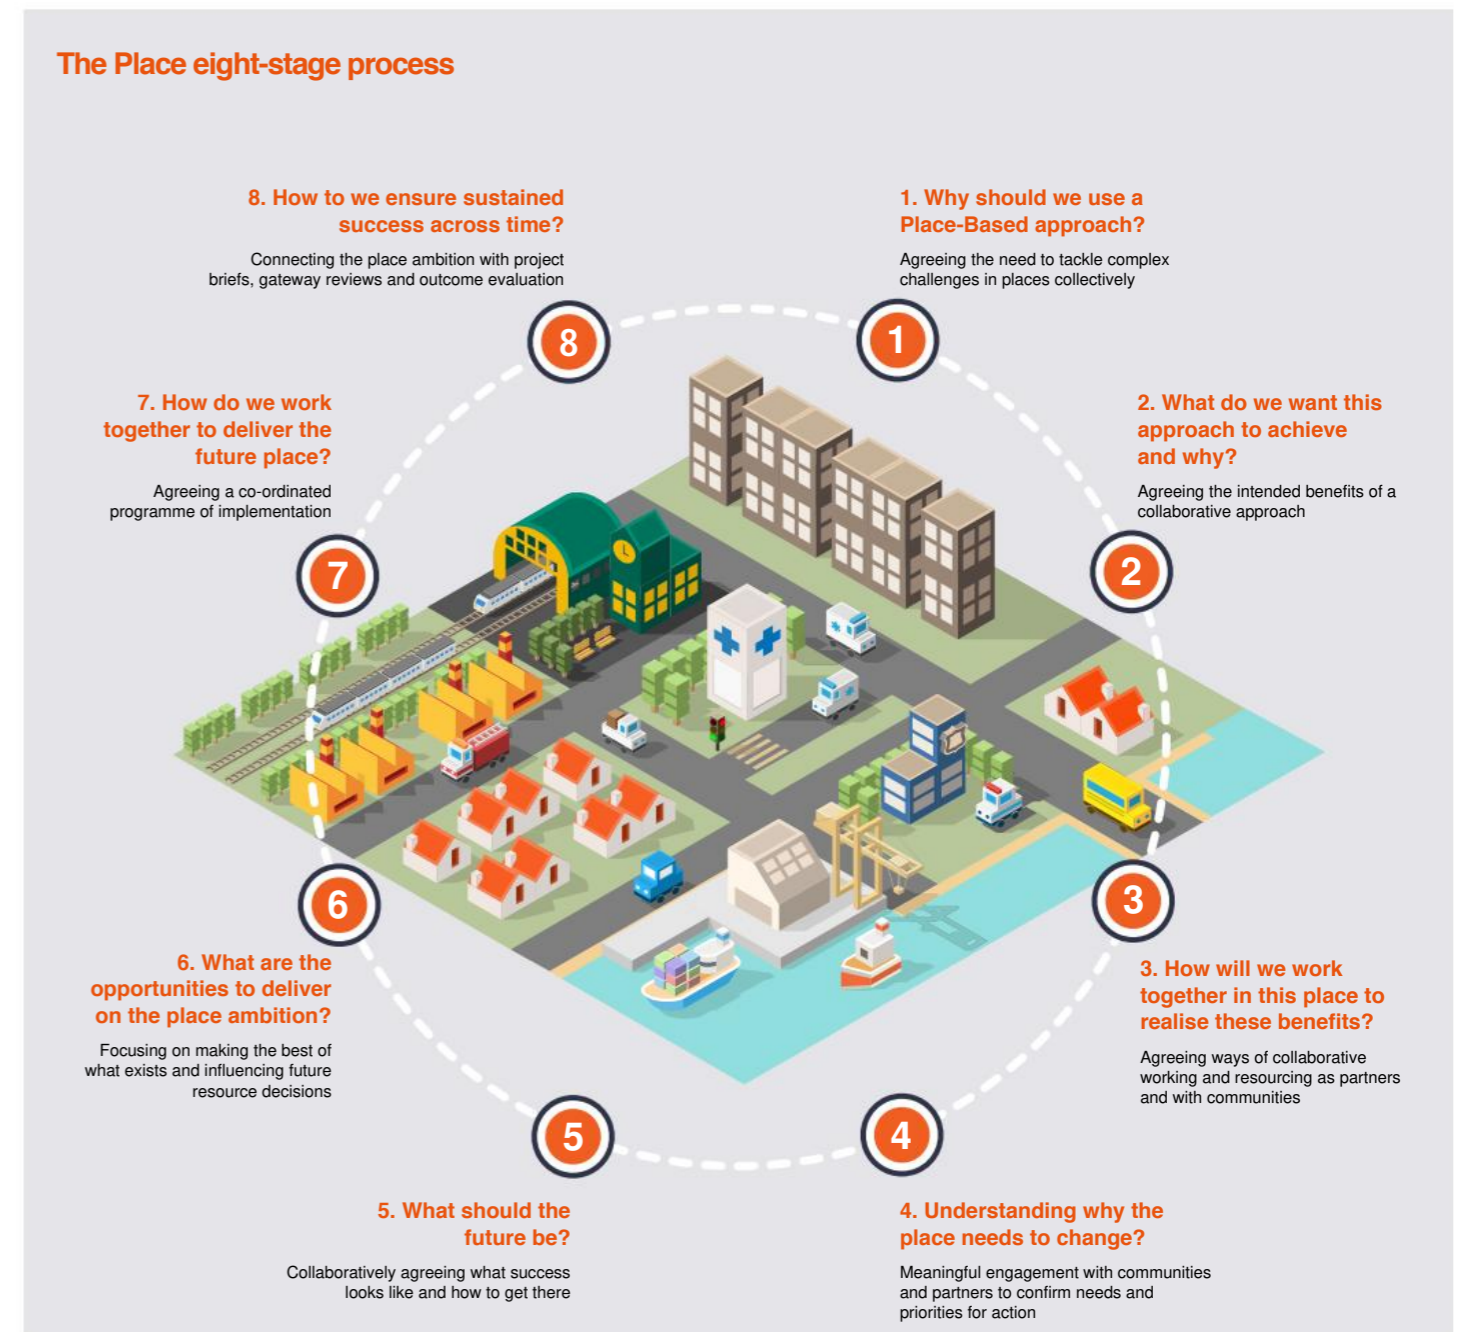 The Place eight-stage process
1. Why should we use a
Place-Based approach?
Agreeing the need to tackle complex
challenges in places collectively
2. What do we want this
approach to achieve
and why?
Agreeing the intended benefits of a
collaborative approach
3. How will we work
together in this place to
realise these benefits?
Agreeing ways of collaborative
working and resourcing as partners
and with communities
4. Understanding why the
place needs to change?
Meaningful engagement with communities
and partners to confirm needs and
priorities for action
5. What should the
future be?
Collaboratively agreeing what success
looks like and how to get there
6. What are the
opportunities to deliver
on the place ambition?
Focusing on making the best of
what exists and influencing future
resource decisions
7. How do we work
together to deliver the
future place?
Agreeing a co-ordinated
programme of implementation
8. How to we ensure sustained
success across time?
Connecting the place ambition with project
briefs, gateway reviews and outcome evaluation
1
2
3
4
5
6
7
8